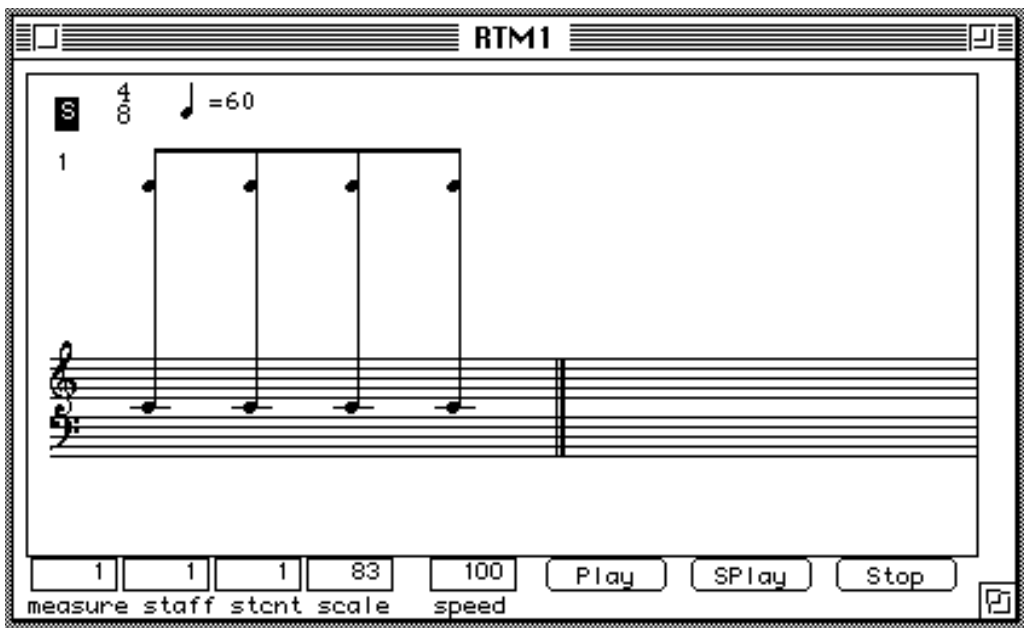 RTM1
S 4 8 =60
1
1 1 1 83 100 Play SPlay Stop
measure staff stcnt scale speed